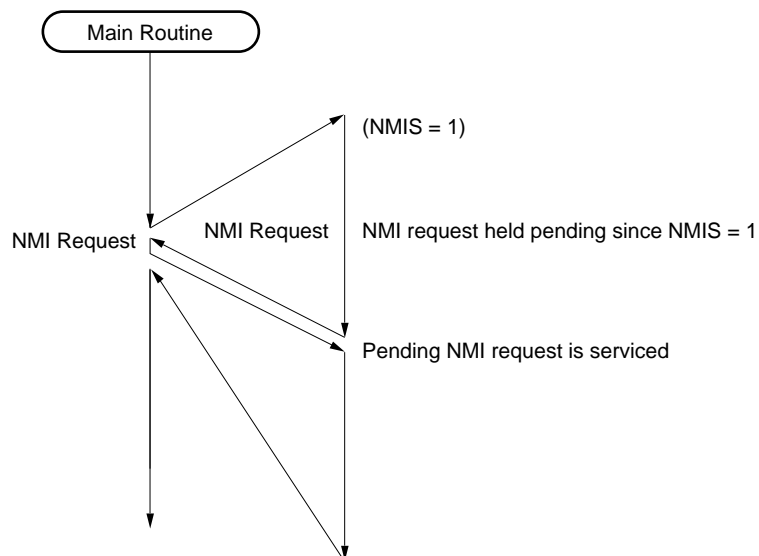 Main Routine
(NMIS = 1)
NMI Request
NMI Request
NMI request held pending since NMIS = 1
Pending NMI request is serviced